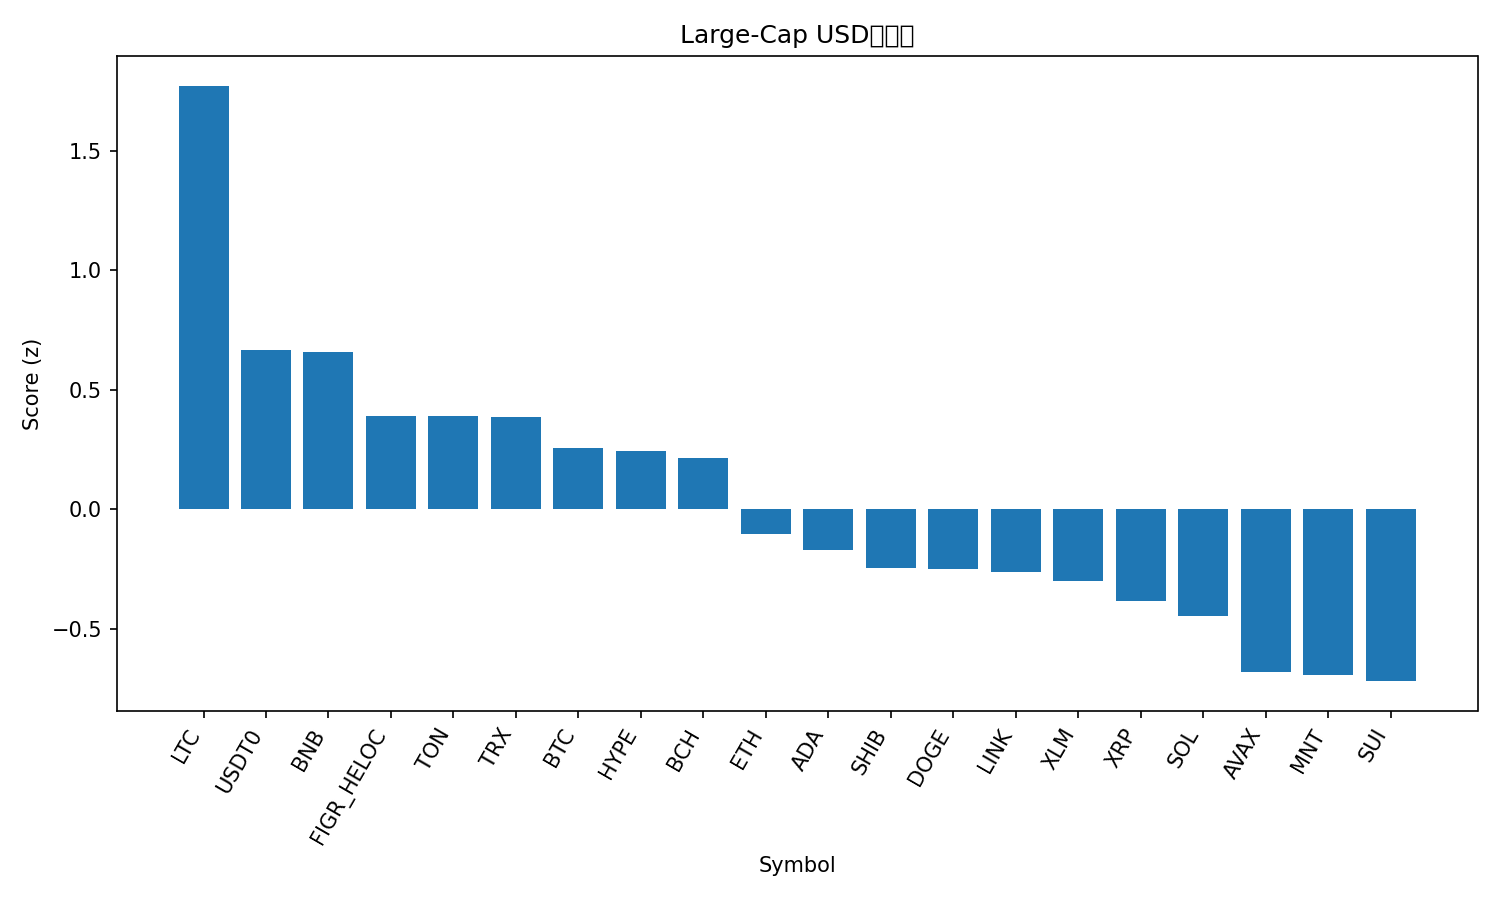 Large-Cap USD
Score (z)
1.5
1.0
0.5
0.0
−0.5
LTC
USDT0
BNB
FIGR_HELOC
TON
TRX
BTC
HYPE
BCH
ETH
ADA
SHIB
DOGE
LINK
XLM
XRP
SOL
AVAX
MNT
SUI
Symbol